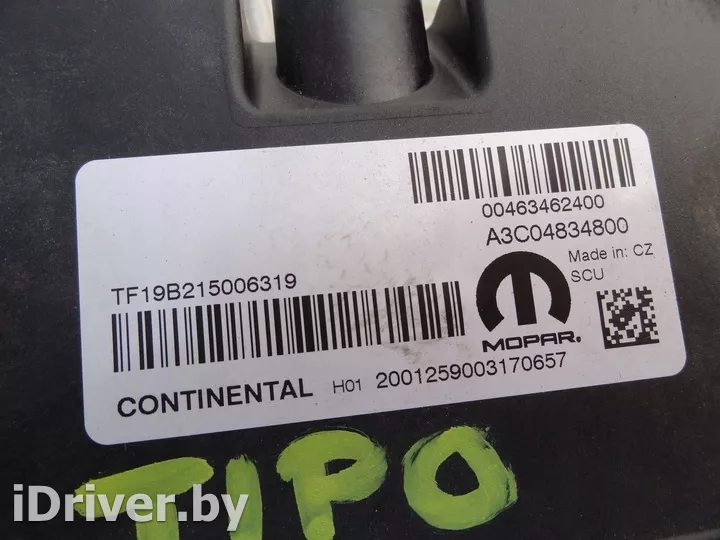 00463462400
A3C04834800
Made in: CZ
SCU
TF19B215006319
MOPAR.
CONTINENTAL H01 2001259003170657
TIPO
iDriver.by